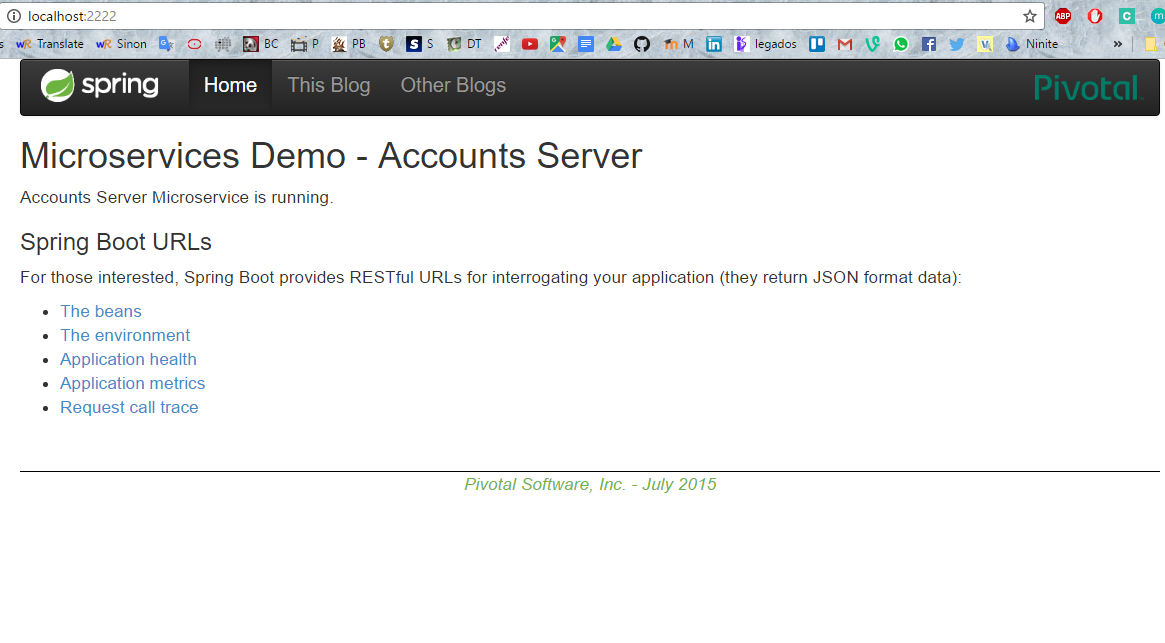 localhost:2222
ABP
C
m
s wR Translate wR Sinon BC P PB t S S DT M legados Ninite »
spring Home This Blog Other Blogs Pivotal
Microservices Demo - Accounts Server
Accounts Server Microservice is running.
Spring Boot URLs
For those interested, Spring Boot provides RESTful URLs for interrogating your application (they return JSON format data):
The beans
The environment
Application health
Application metrics
Request call trace
Pivotal Software, Inc. - July 2015